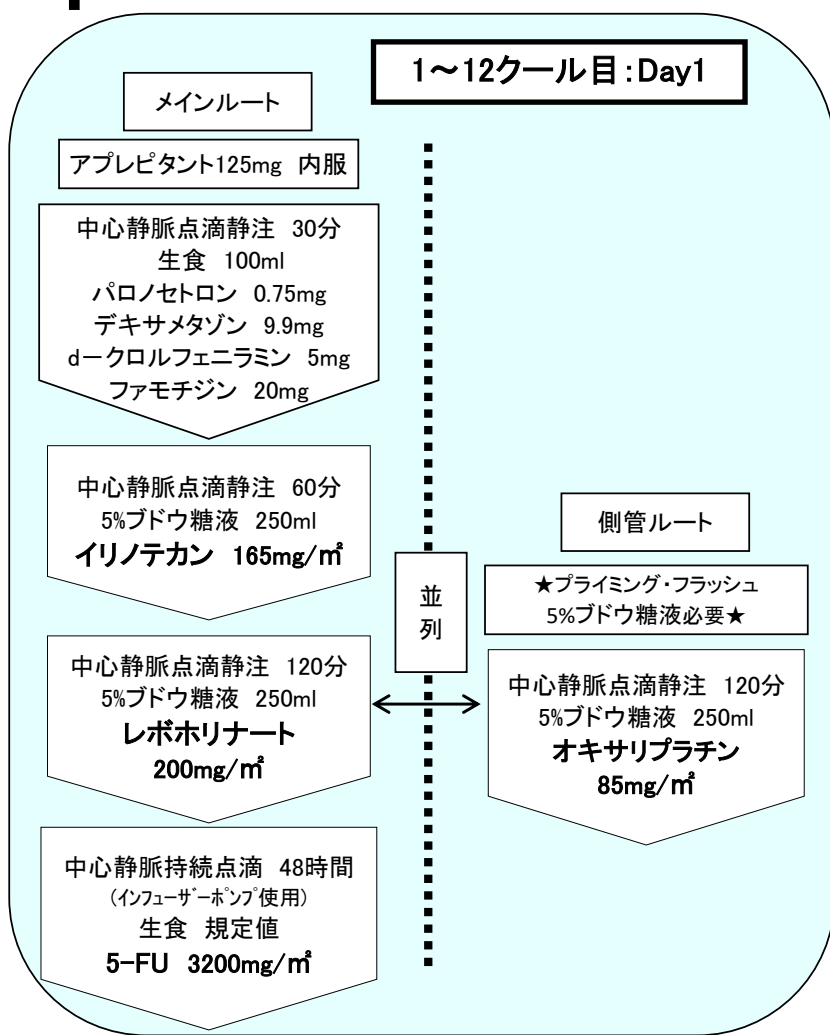 1～12クール目:Day1
メインルート
アプレピタント125mg 内服
中心静脈点滴静注 30分
生食 100ml
パロノセトロン 0.75mg
デキサメタゾン 9.9mg
d－クロルフェニラミン 5mg
ファモチジン 20mg
中心静脈点滴静注 60分
5%ブドウ糖液 250ml
イリノテカン 165mg/㎡
並
列
側管ルート
★プライミング・フラッシュ
5%ブドウ糖液必要★
中心静脈点滴静注 120分
5%ブドウ糖液 250ml
レボホリナート
200mg/㎡
中心静脈点滴静注 120分
5%ブドウ糖液 250ml
オキサリプラチン
85mg/㎡
中心静脈持続点滴 48時間
(インフューザーポンプ使用)
生食 規定値
5-FU 3200mg/㎡